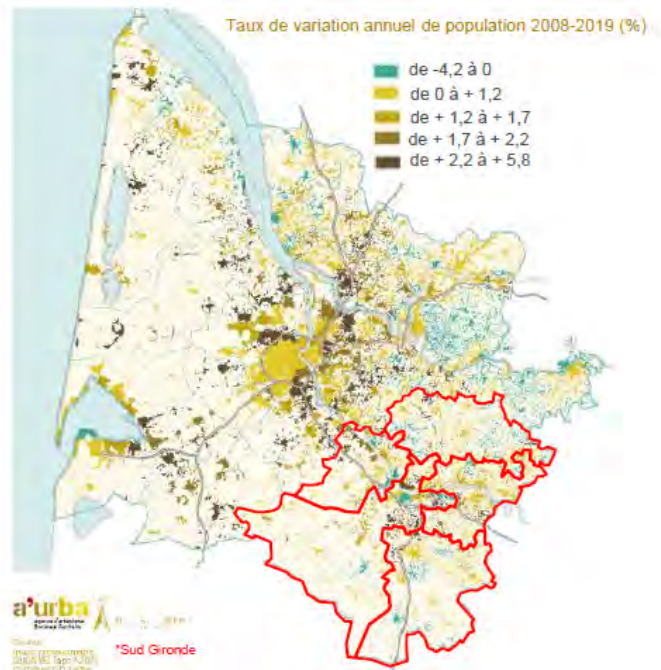 Taux de variation annuel de population 2008-2019 (%)
de -4,2 à 0
de 0 à + 1,2
de + 1,2 à + 1,7
de + 1,7 à + 2,2
de + 2,2 à + 5,8
a'urba
*Sud Gironde